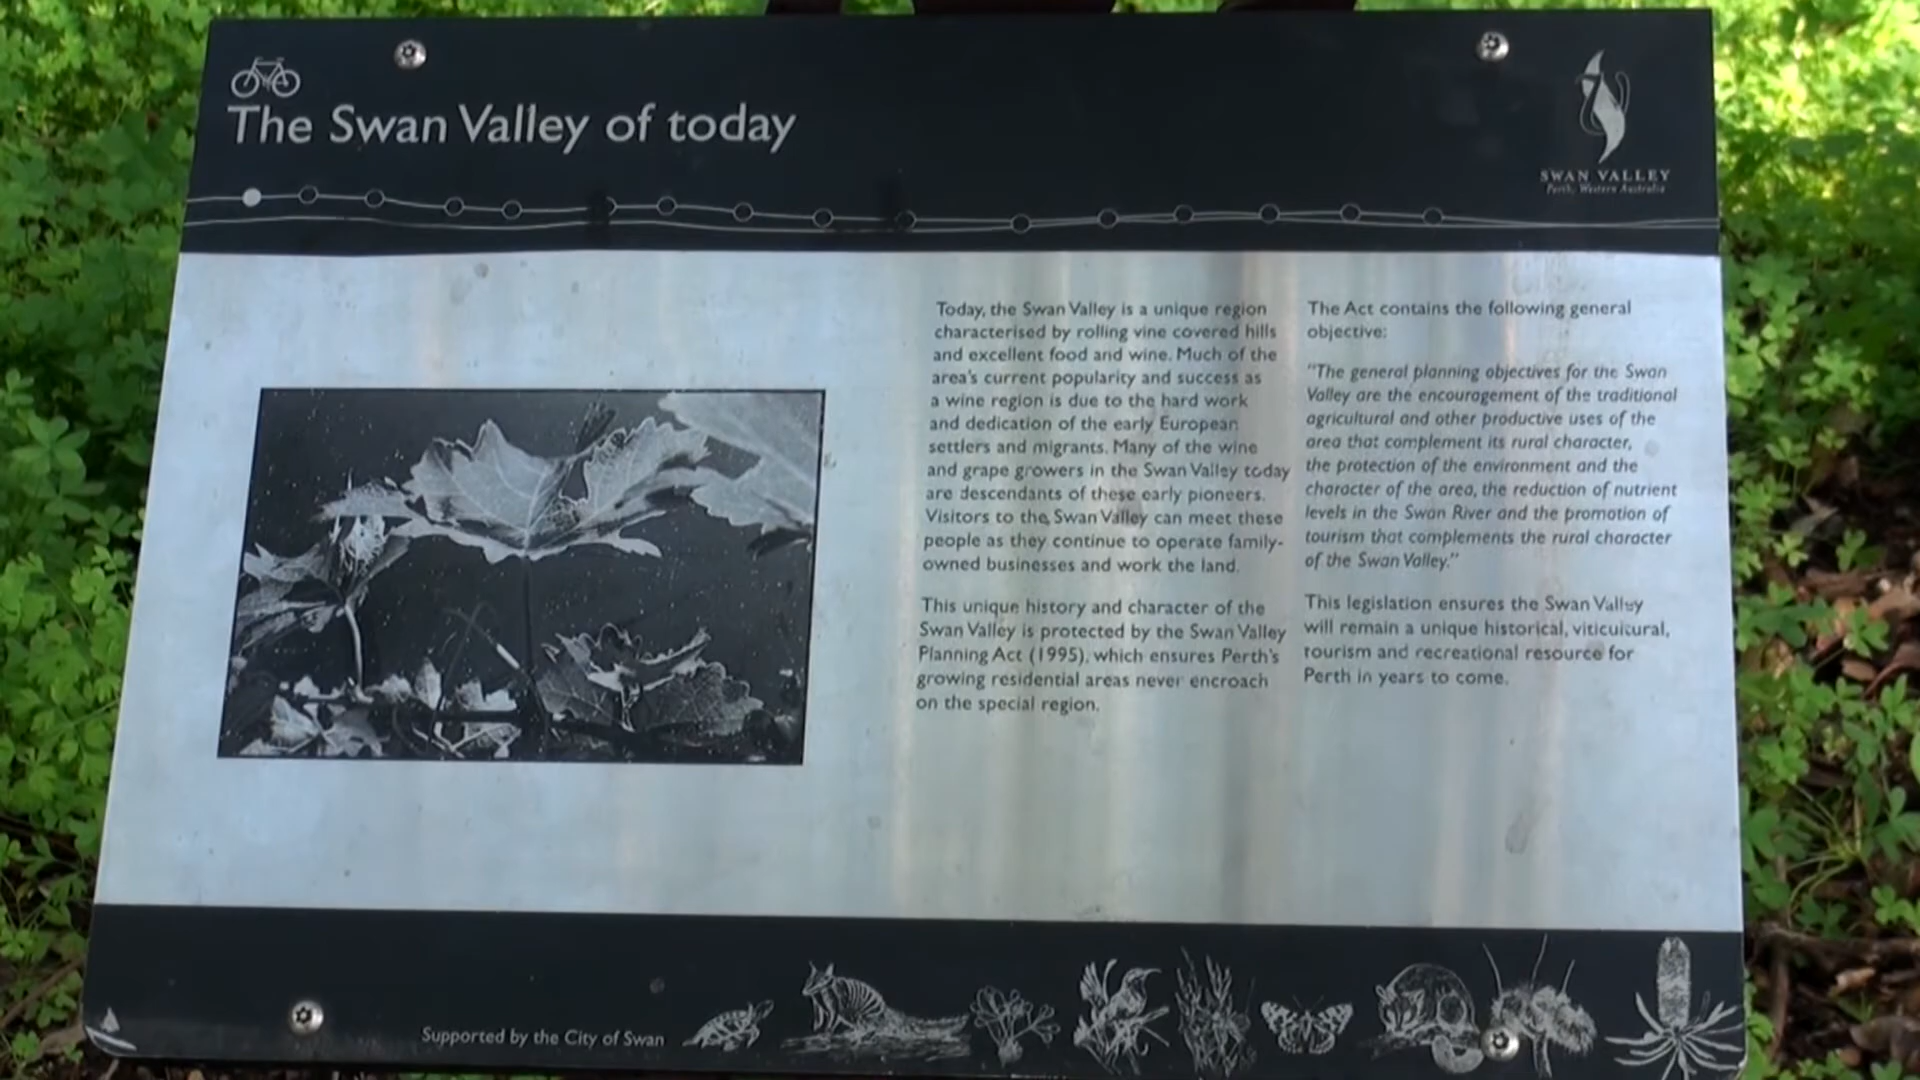 The Swan Valley of today
SWAN VALLEY
Perth, Western Australia
Today, the Swan Valley is a unique region
characterised by rolling vine covered hills
and excellent food and wine. Much of the
area's current popularity and success as
a wine region is due to the hard work
and dedication of the early European
settlers and migrants. Many of the wine
and grape growers in the Swan Valley today
are descendants of these early pioneers.
Visitors to the Swan Valley can meet these
people as they continue to operate family-
owned businesses and work the land.
This unique history and character of the
Swan Valley is protected by the Swan Valley
Planning Act (1995), which ensures Perth's
growing residential areas never encroach
on the special region.
The Act contains the following general
objective:
"The general planning objectives for the Swan
Valley are the encouragement of the traditional
agricultural and other productive uses of the
area that complement its rural character,
the protection of the environment and the
character of the area, the reduction of nutrient
levels in the Swan River and the promotion of
tourism that complements the rural character
of the Swan Valley."
This legislation ensures the Swan Valley
will remain a unique historical, viticultural,
tourism and recreational resource for
Perth in years to come.
Supported by the City of Swan